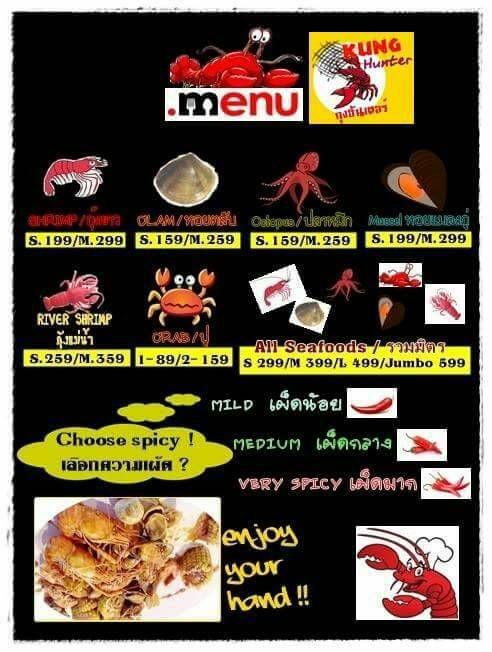 .menu
KUNG
Hunter
กุงฮันเตอร์
SHRIMP/กุ้งขาว
CLAM/หอยตลับ
Octopus/ปลาหมึก
Mussel หอยแมลงภู่
S.199/M.299
S.159/M.259
S.159/M.259
S.199/M.299
RIVER SHRIMP
กุ้งแม่น้ำ
CRAB/ปู
All Seafoods / รวมมิตร
S.259/M.359
1-89/2-159
S 299/M 399/L 499/Jumbo 599
MILD เผ็ดน้อย
Choose spicy !
เลือกความเผ็ด ?
MEDIUM เผ็ดกลาง
VERY SPICY เผ็ดมาก
enjoy
your
hand !!